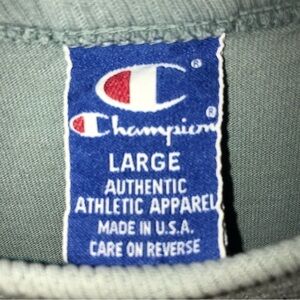 ®
Champion®
LARGE
AUTHENTIC
ATHLETIC APPAREL
MADE IN U.S.A.
CARE ON REVERSE